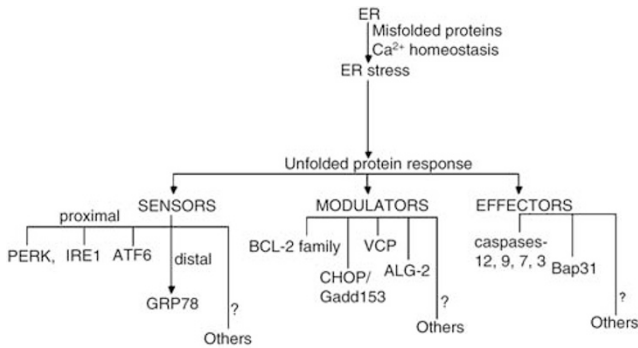 ER
Misfolded proteins
Ca²⁺ homeostasis
ER stress
Unfolded protein response
SENSORS
MODULATORS
EFFECTORS
proximal
PERK, IRE1 ATF6
distal
GRP78
?
Others
BCL-2 family
VCP
CHOP/
Gadd153
ALG-2
?
Others
caspases-
12, 9, 7, 3
Bap31
?
Others